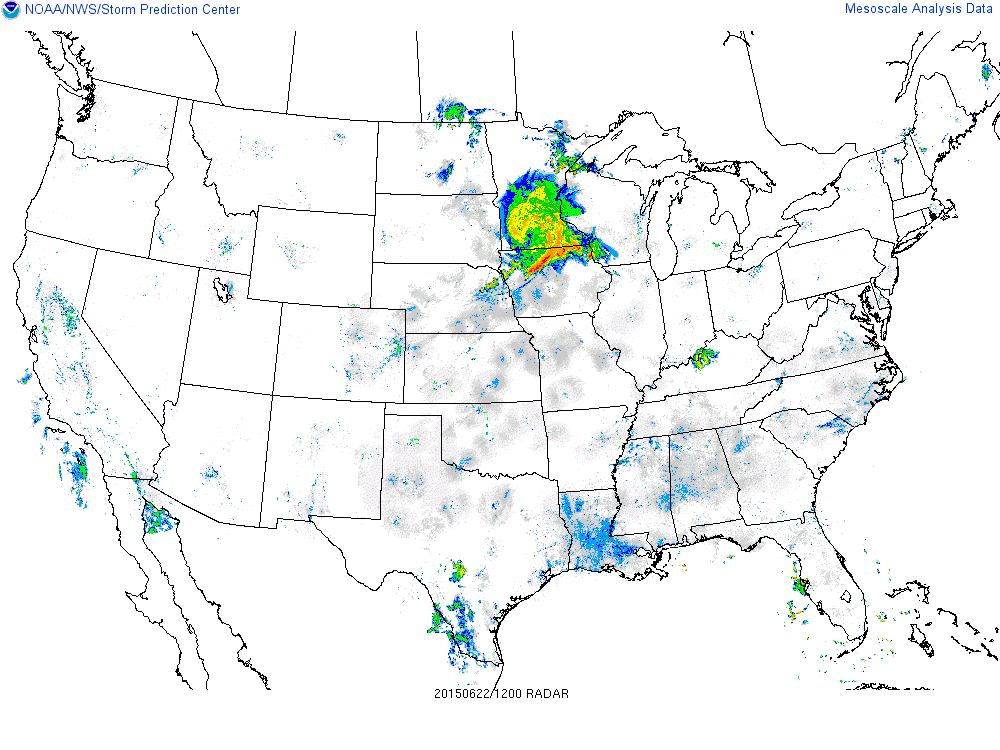 NOAA/NWS/Storm Prediction Center
Mesoscale Analysis Data
20150622/1200 RADAR